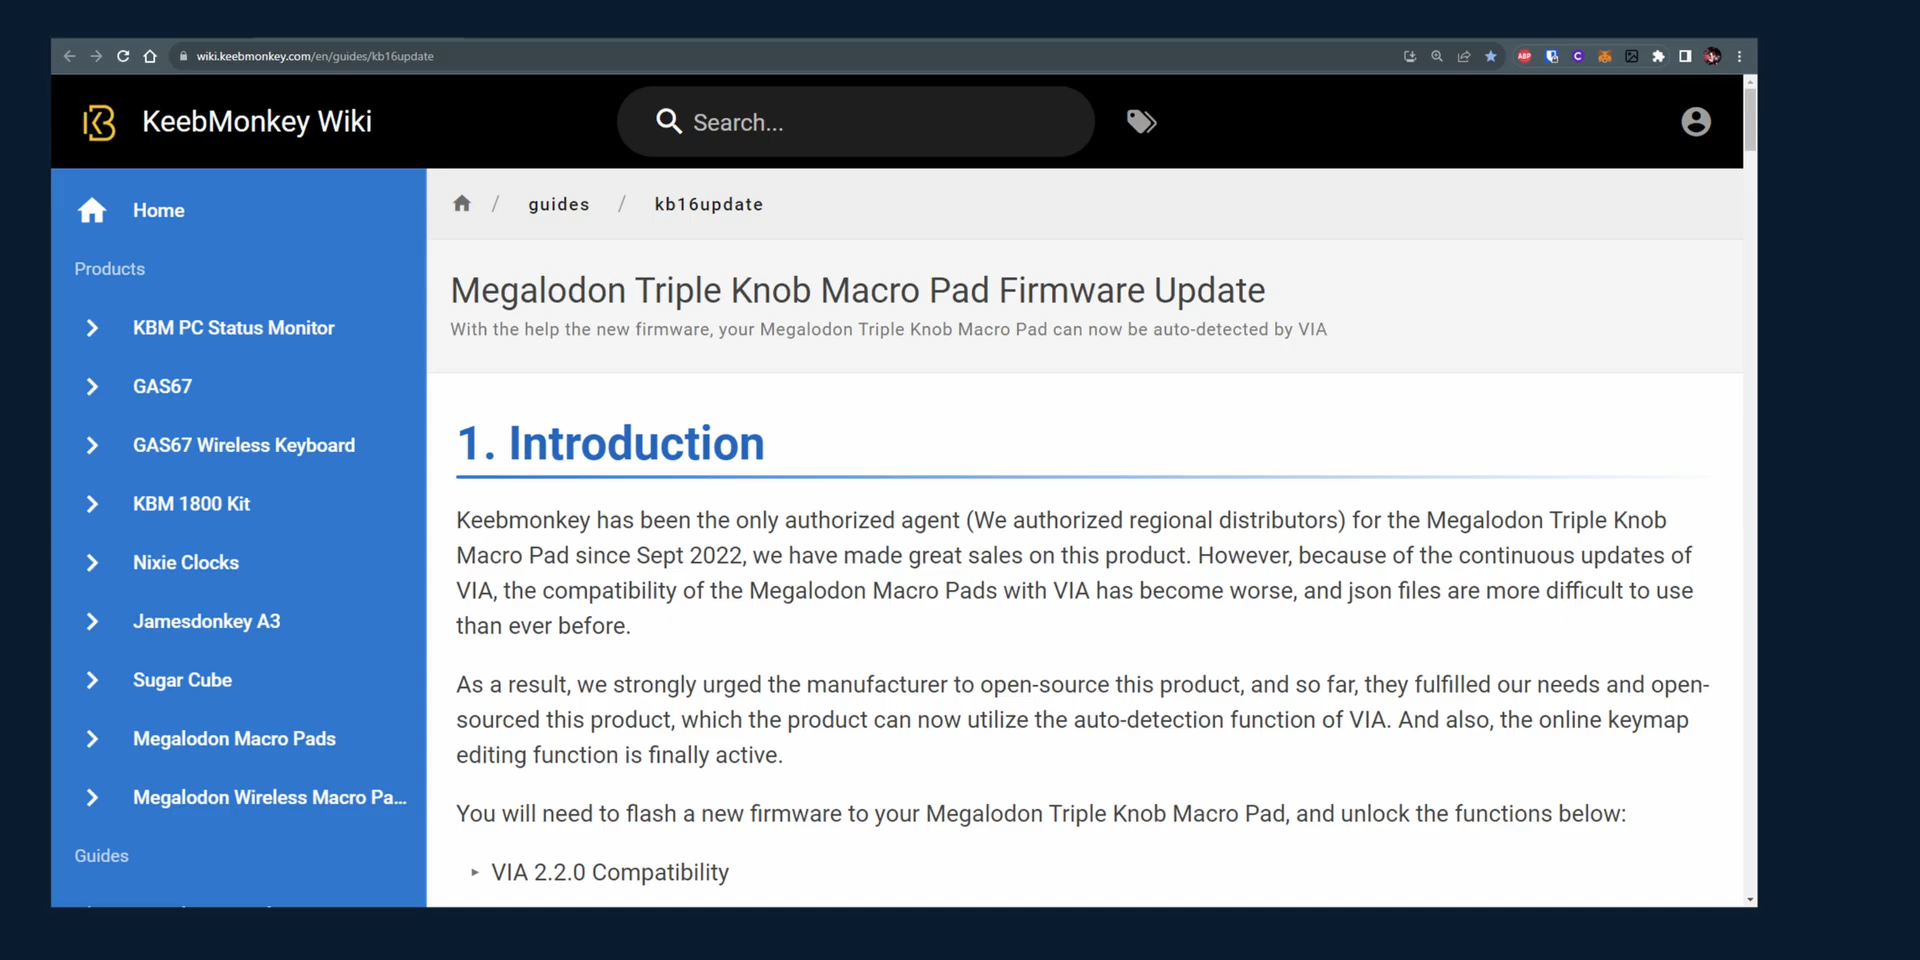 wiki.keebmonkey.com/en/guides/kb16update
ABP
C
KeebMonkey Wiki
Search...
Home
Products
KBM PC Status Monitor
GAS67
GAS67 Wireless Keyboard
KBM 1800 Kit
Nixie Clocks
Jamesdonkey A3
Sugar Cube
Megalodon Macro Pads
Megalodon Wireless Macro Pa...
Guides
/ guides / kb16update
Megalodon Triple Knob Macro Pad Firmware Update
With the help the new firmware, your Megalodon Triple Knob Macro Pad can now be auto-detected by VIA
1. Introduction
Keebmonkey has been the only authorized agent (We authorized regional distributors) for the Megalodon Triple Knob
Macro Pad since Sept 2022, we have made great sales on this product. However, because of the continuous updates of
VIA, the compatibility of the Megalodon Macro Pads with VIA has become worse, and json files are more difficult to use
than ever before.
As a result, we strongly urged the manufacturer to open-source this product, and so far, they fulfilled our needs and open-
sourced this product, which the product can now utilize the auto-detection function of VIA. And also, the online keymap
editing function is finally active.
You will need to flash a new firmware to your Megalodon Triple Knob Macro Pad, and unlock the functions below:
VIA 2.2.0 Compatibility